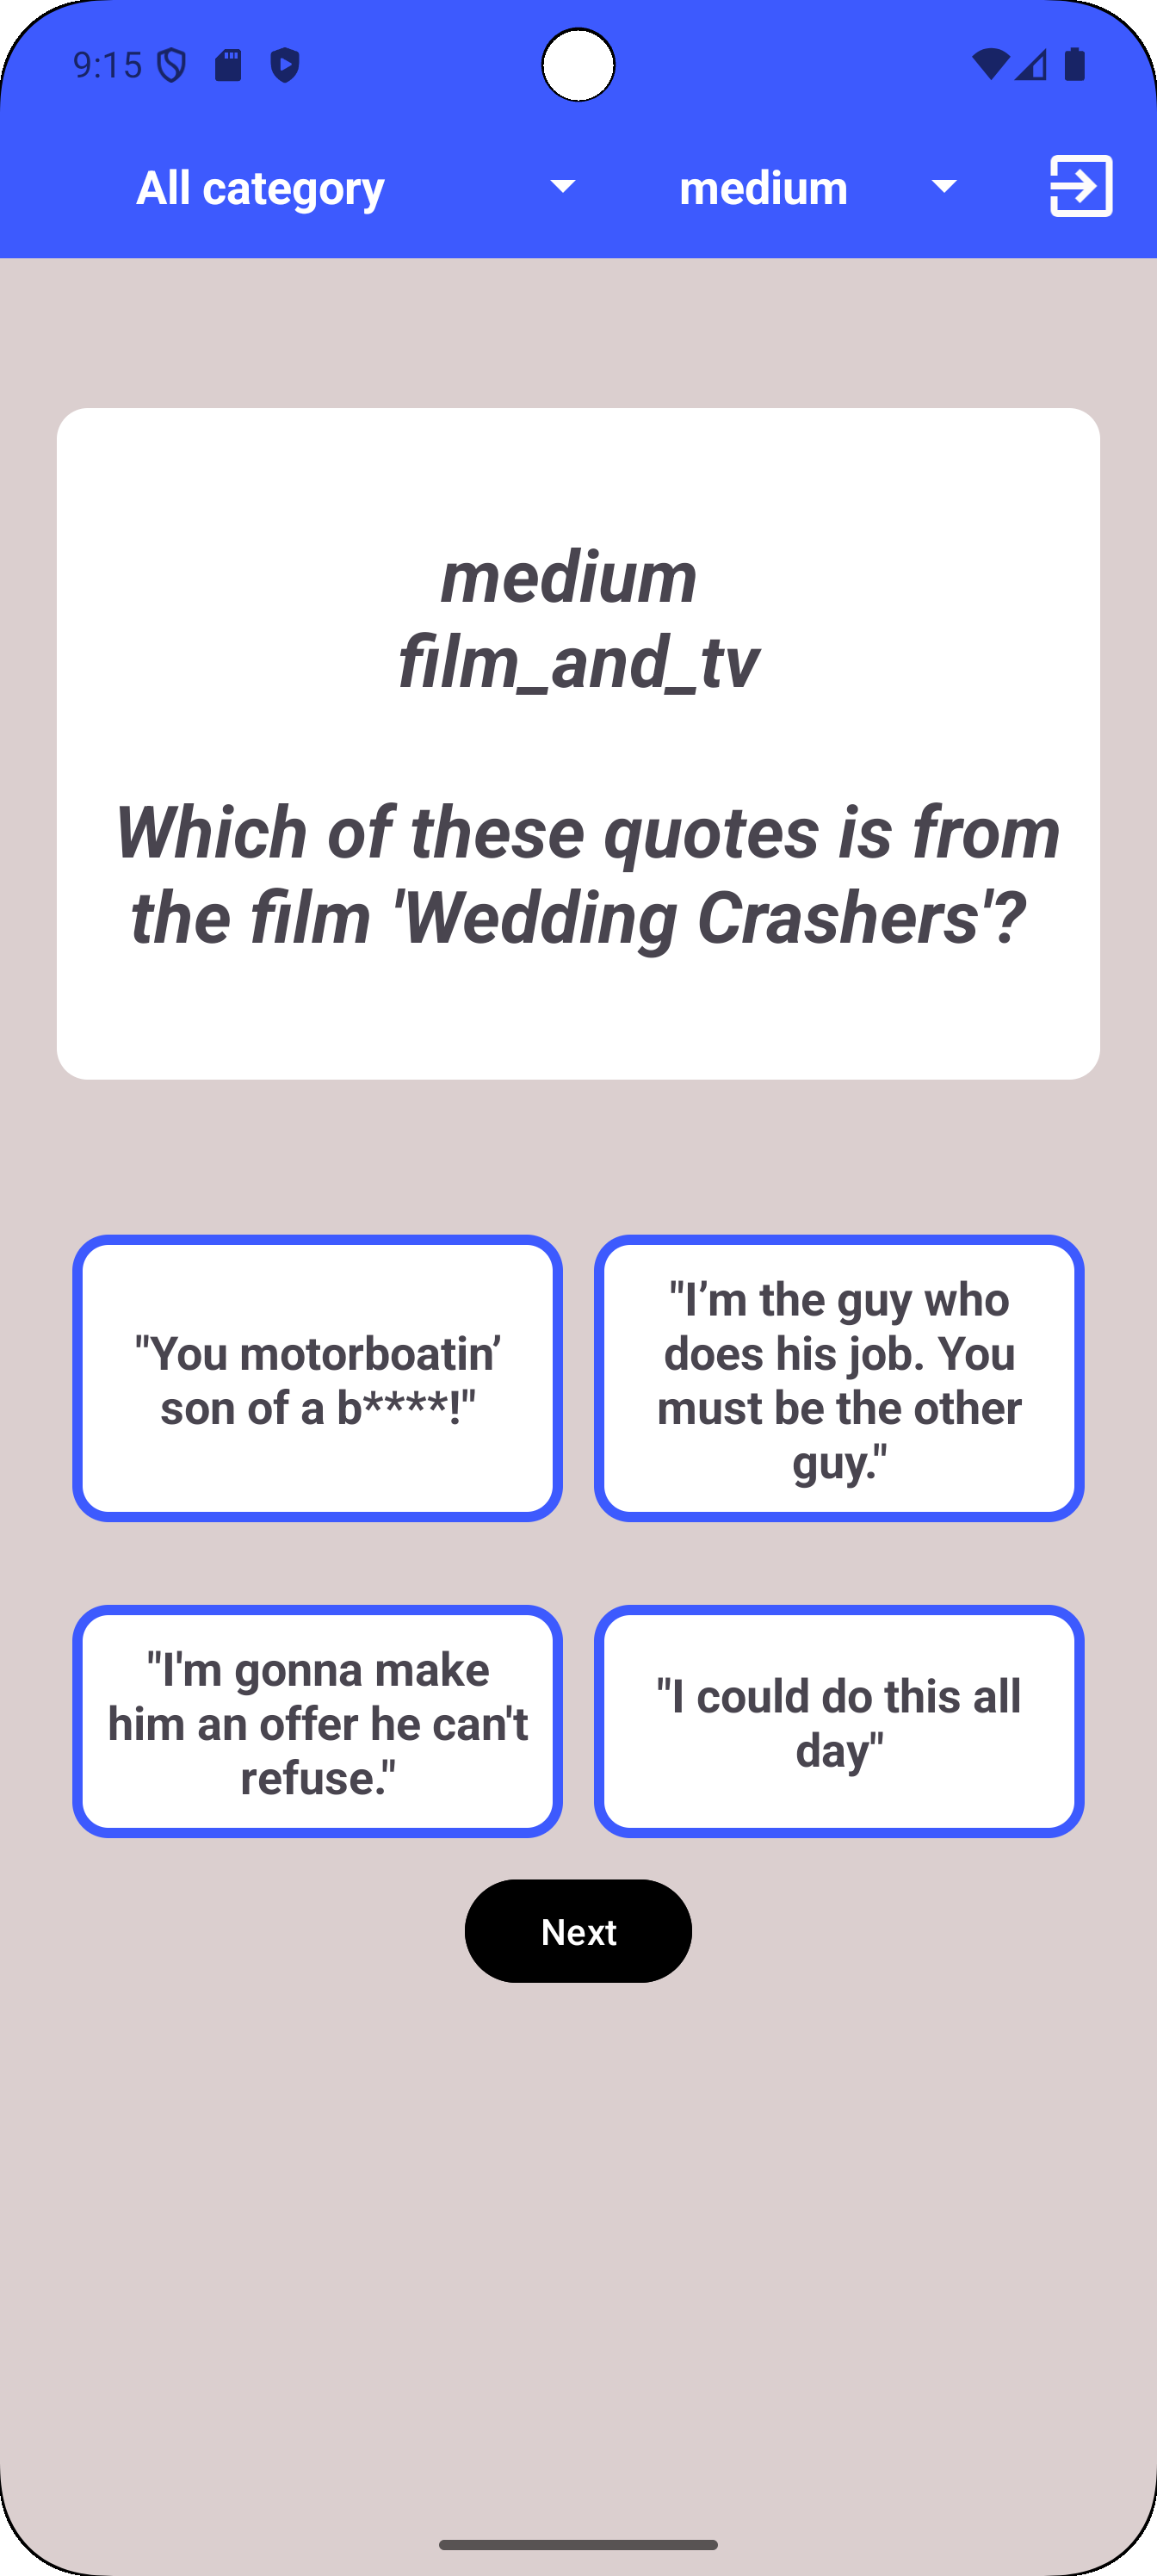 9:15
All category
medium
medium
film_and_tv
Which of these quotes is from
the film 'Wedding Crashers'?
"You motorboatin’
son of a b****!"
"I’m the guy who
does his job. You
must be the other
guy."
"I'm gonna make
him an offer he can't
refuse."
"I could do this all
day"
Next